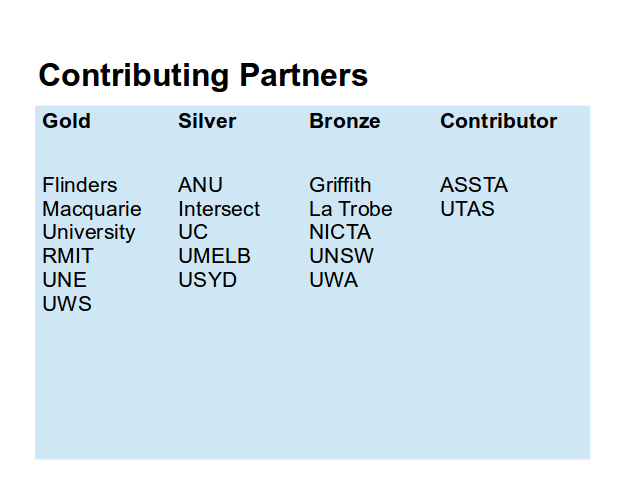 Contributing Partners
Gold Silver Bronze Contributor
Flinders ANU Griffith ASSTA
Macquarie Intersect La Trobe UTAS
University UC NICTA
RMIT UMELB UNSW
UNE USYD UWA
UWS